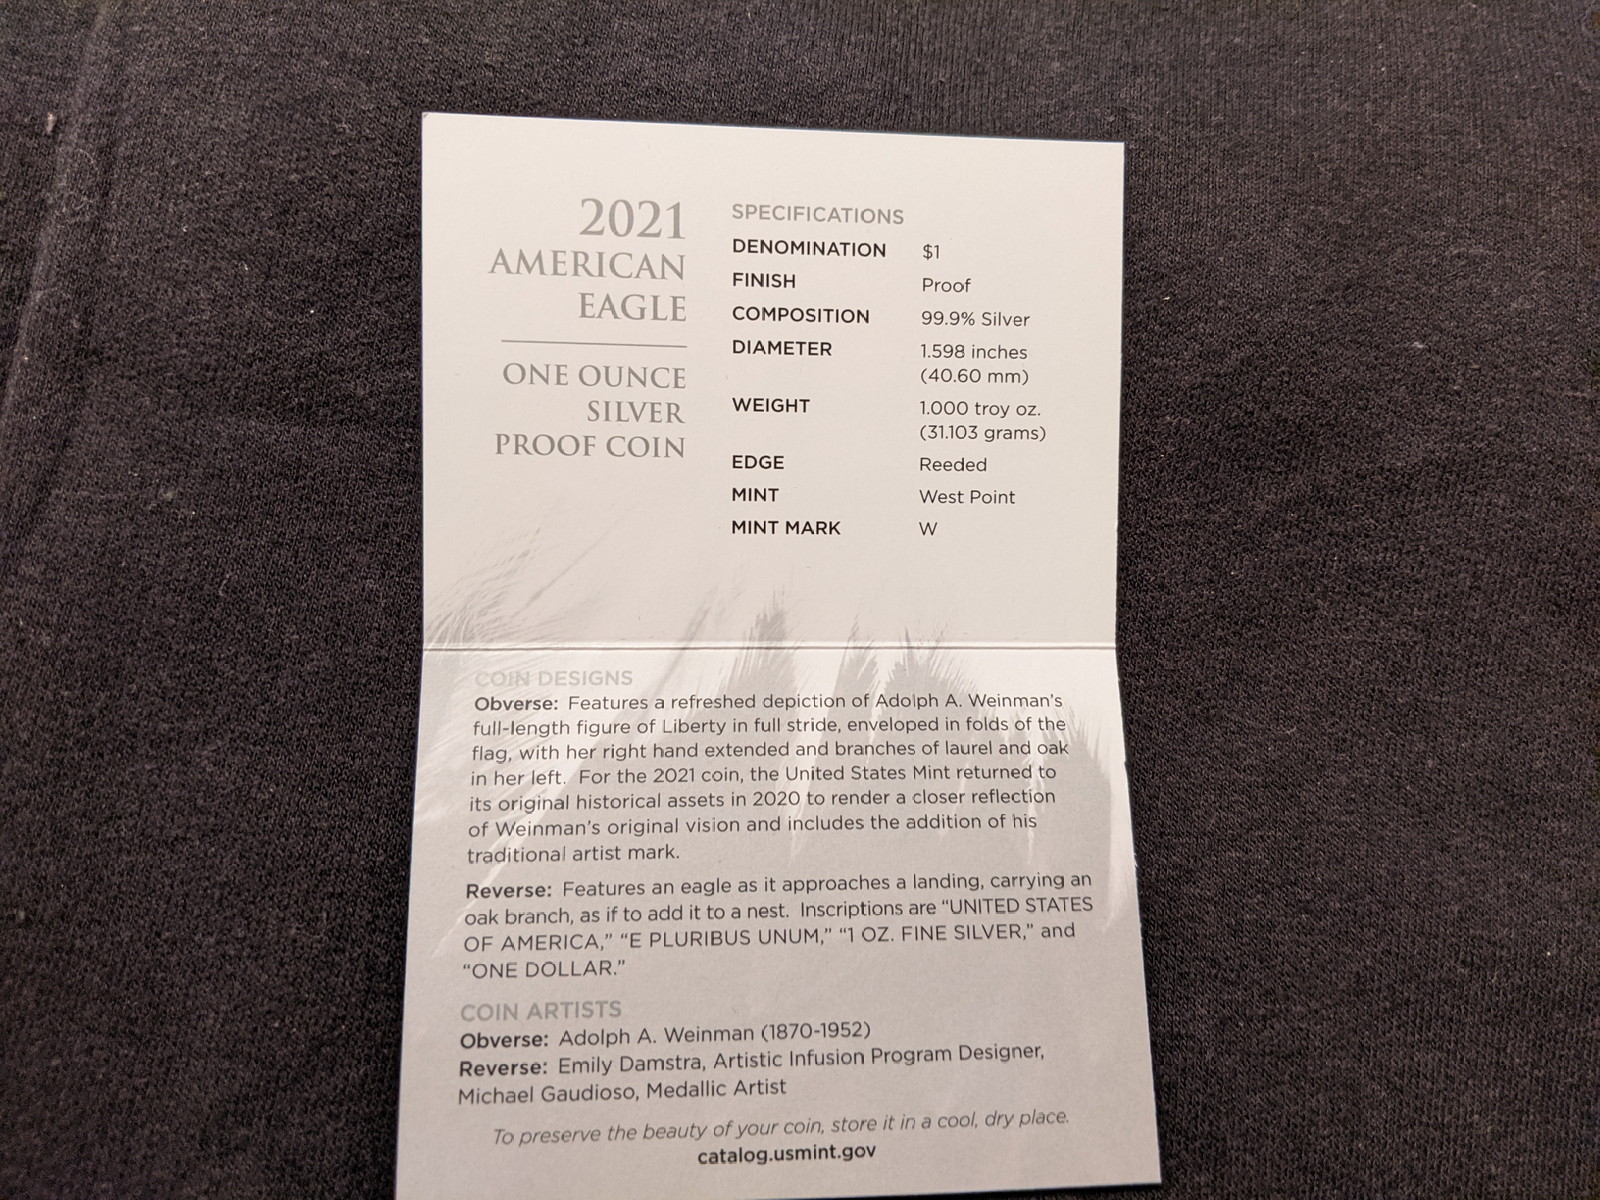 2021
AMERICAN
EAGLE
ONE OUNCE
SILVER
PROOF COIN
SPECIFICATIONS
DENOMINATION $1
FINISH Proof
COMPOSITION 99.9% Silver
DIAMETER 1.598 inches
(40.60 mm)
WEIGHT 1.000 troy oz.
(31.103 grams)
EDGE Reeded
MINT West Point
MINT MARK W
COIN DESIGNS
Obverse: Features a refreshed depiction of Adolph A. Weinman's
full-length figure of Liberty in full stride, enveloped in folds of the
flag, with her right hand extended and branches of laurel and oak
in her left. For the 2021 coin, the United States Mint returned to
its original historical assets in 2020 to render a closer reflection
of Weinman's original vision and includes the addition of his
traditional artist mark.
Reverse: Features an eagle as it approaches a landing, carrying an
oak branch, as if to add it to a nest. Inscriptions are “UNITED STATES
OF AMERICA,” “E PLURIBUS UNUM,” “1 OZ. FINE SILVER,” and
“ONE DOLLAR.”
COIN ARTISTS
Obverse: Adolph A. Weinman (1870-1952)
Reverse: Emily Damstra, Artistic Infusion Program Designer,
Michael Gaudioso, Medallic Artist
To preserve the beauty of your coin, store it in a cool, dry place.
catalog.usmint.gov